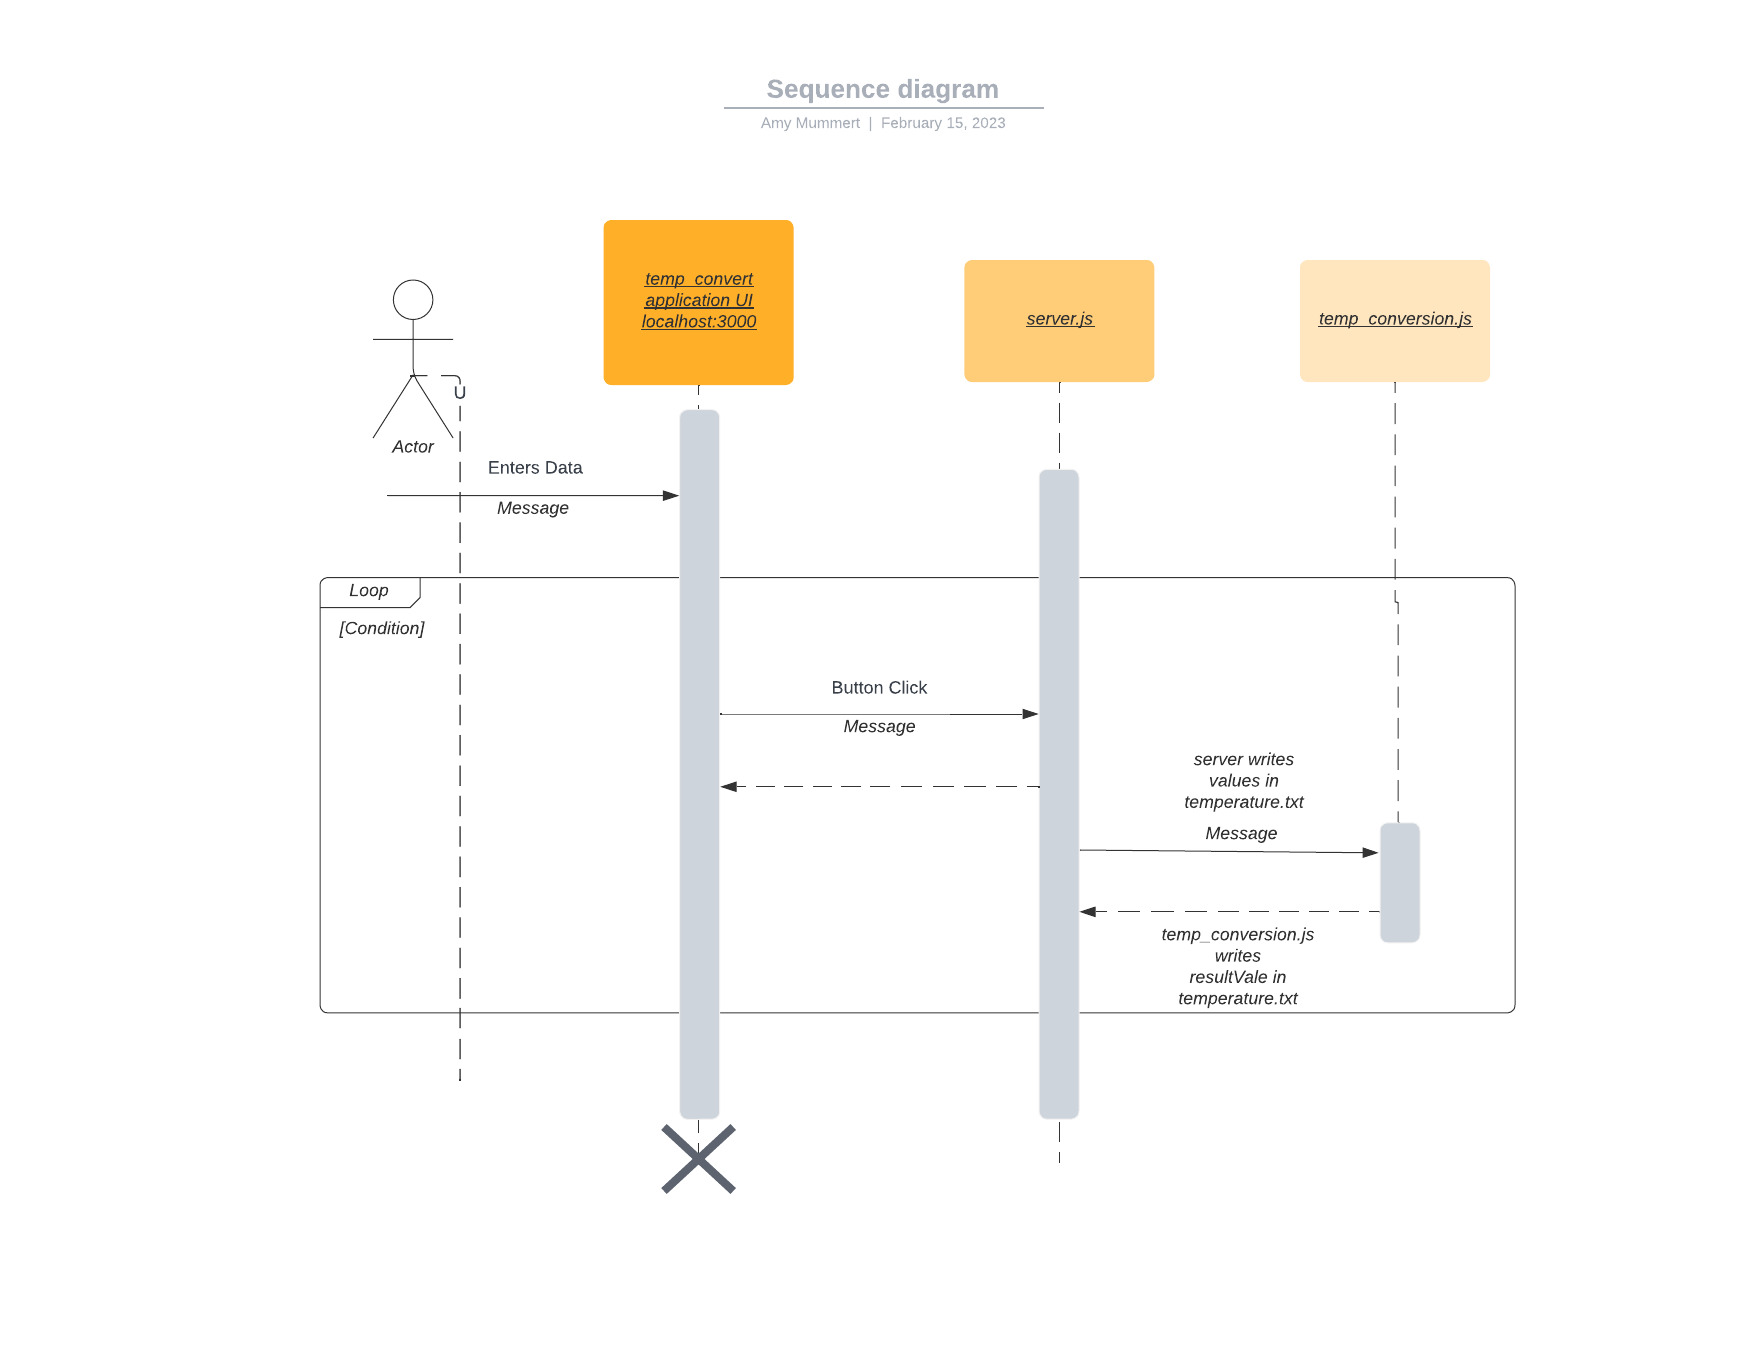 Sequence diagram
Amy Mummert | February 15, 2023
temp_convert
application UI
localhost:3000
server.js
temp_conversion.js
Actor
Enters Data
Message
Loop
[Condition]
Button Click
Message
server writes
values in
temperature.txt
Message
temp_conversion.js
writes
resultVale in
temperature.txt